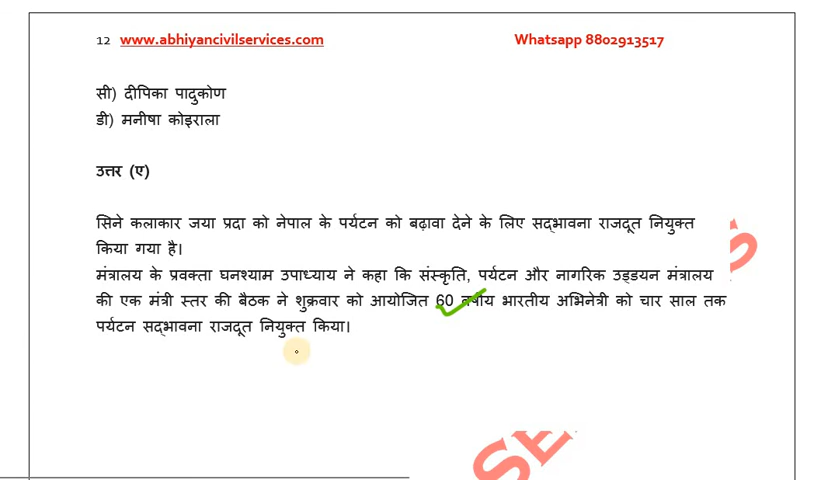 12 www.abhiyancivilservices.com Whatsapp 8802913517
सी) दीपिका पादुकोण
डी) मनीषा कोइराला
उत्तर (ए)
सिने कलाकार जया प्रदा को नेपाल के पर्यटन को बढ़ावा देने के लिए सद्भावना राजदूत नियुक्त
किया गया है।
मंत्रालय के प्रवक्ता घनश्याम उपाध्याय ने कहा कि संस्कृति, पर्यटन और नागरिक उड्डयन मंत्रालय
की एक मंत्री स्तर की बैठक ने शुक्रवार को आयोजित 60 वर्षीय भारतीय अभिनेत्री को चार साल तक
पर्यटन सद्भावना राजदूत नियुक्त किया।